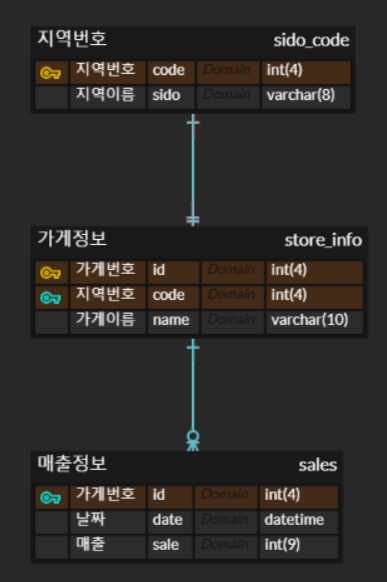 지역번호 sido_code
지역번호 code Domain int(4)
지역이름 sido Domain varchar(8)
가게정보 store_info
가게번호 id Domain int(4)
지역번호 code Domain int(4)
가게이름 name Domain varchar(10)
매출정보 sales
가게번호 id Domain int(4)
날짜 date Domain datetime
매출 sale Domain int(9)